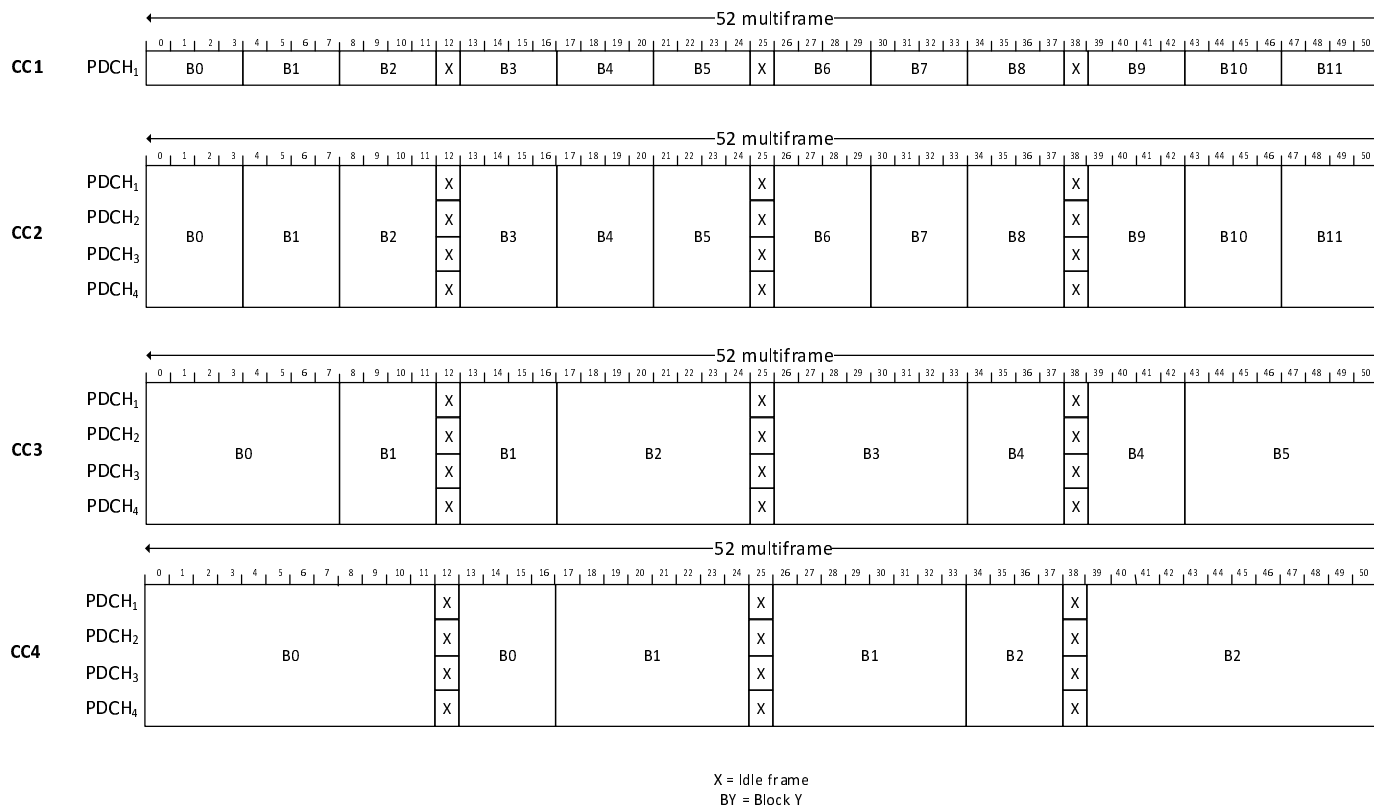 52 multiframe
0 1 2 3 4 5 6 7 8 9 10 11 12 13 14 15 16 17 18 19 20 21 22 23 24 25 26 27 28 29 30 31 32 33 34 35 36 37 38 39 40 41 42 43 44 45 46 47 48 49 50
CC1 PDCH1 B0 B1 B2 X B3 B4 B5 X B6 B7 B8 X B9 B10 B11
52 multiframe
0 1 2 3 4 5 6 7 8 9 10 11 12 13 14 15 16 17 18 19 20 21 22 23 24 25 26 27 28 29 30 31 32 33 34 35 36 37 38 39 40 41 42 43 44 45 46 47 48 49 50
PDCH1 X X X
PDCH2 X X X
CC2 B0 B1 B2 B3 B4 B5 B6 B7 B8 B9 B10 B11
PDCH3 X X X
PDCH4 X X X
52 multiframe
0 1 2 3 4 5 6 7 8 9 10 11 12 13 14 15 16 17 18 19 20 21 22 23 24 25 26 27 28 29 30 31 32 33 34 35 36 37 38 39 40 41 42 43 44 45 46 47 48 49 50
PDCH1 X X X
PDCH2 X X X
CC3 B0 B1 B1 B2 B3 B4 B4 B5
PDCH3 X X X
PDCH4 X X X
52 multiframe
0 1 2 3 4 5 6 7 8 9 10 11 12 13 14 15 16 17 18 19 20 21 22 23 24 25 26 27 28 29 30 31 32 33 34 35 36 37 38 39 40 41 42 43 44 45 46 47 48 49 50
PDCH1 X X X
PDCH2 X X X
CC4 B0 B0 B1 B1 B2 B2
PDCH3 X X X
PDCH4 X X X
X = Idle frame
BY = Block Y